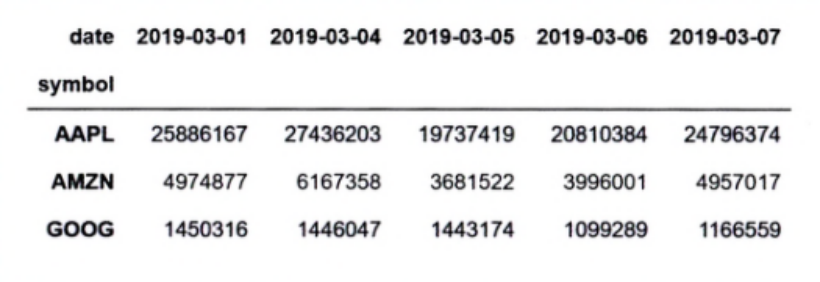 date 2019-03-01 2019-03-04 2019-03-05 2019-03-06 2019-03-07
symbol
AAPL 25886167 27436203 19737419 20810384 24796374
AMZN 4974877 6167358 3681522 3996001 4957017
GOOG 1450316 1446047 1443174 1099289 1166559